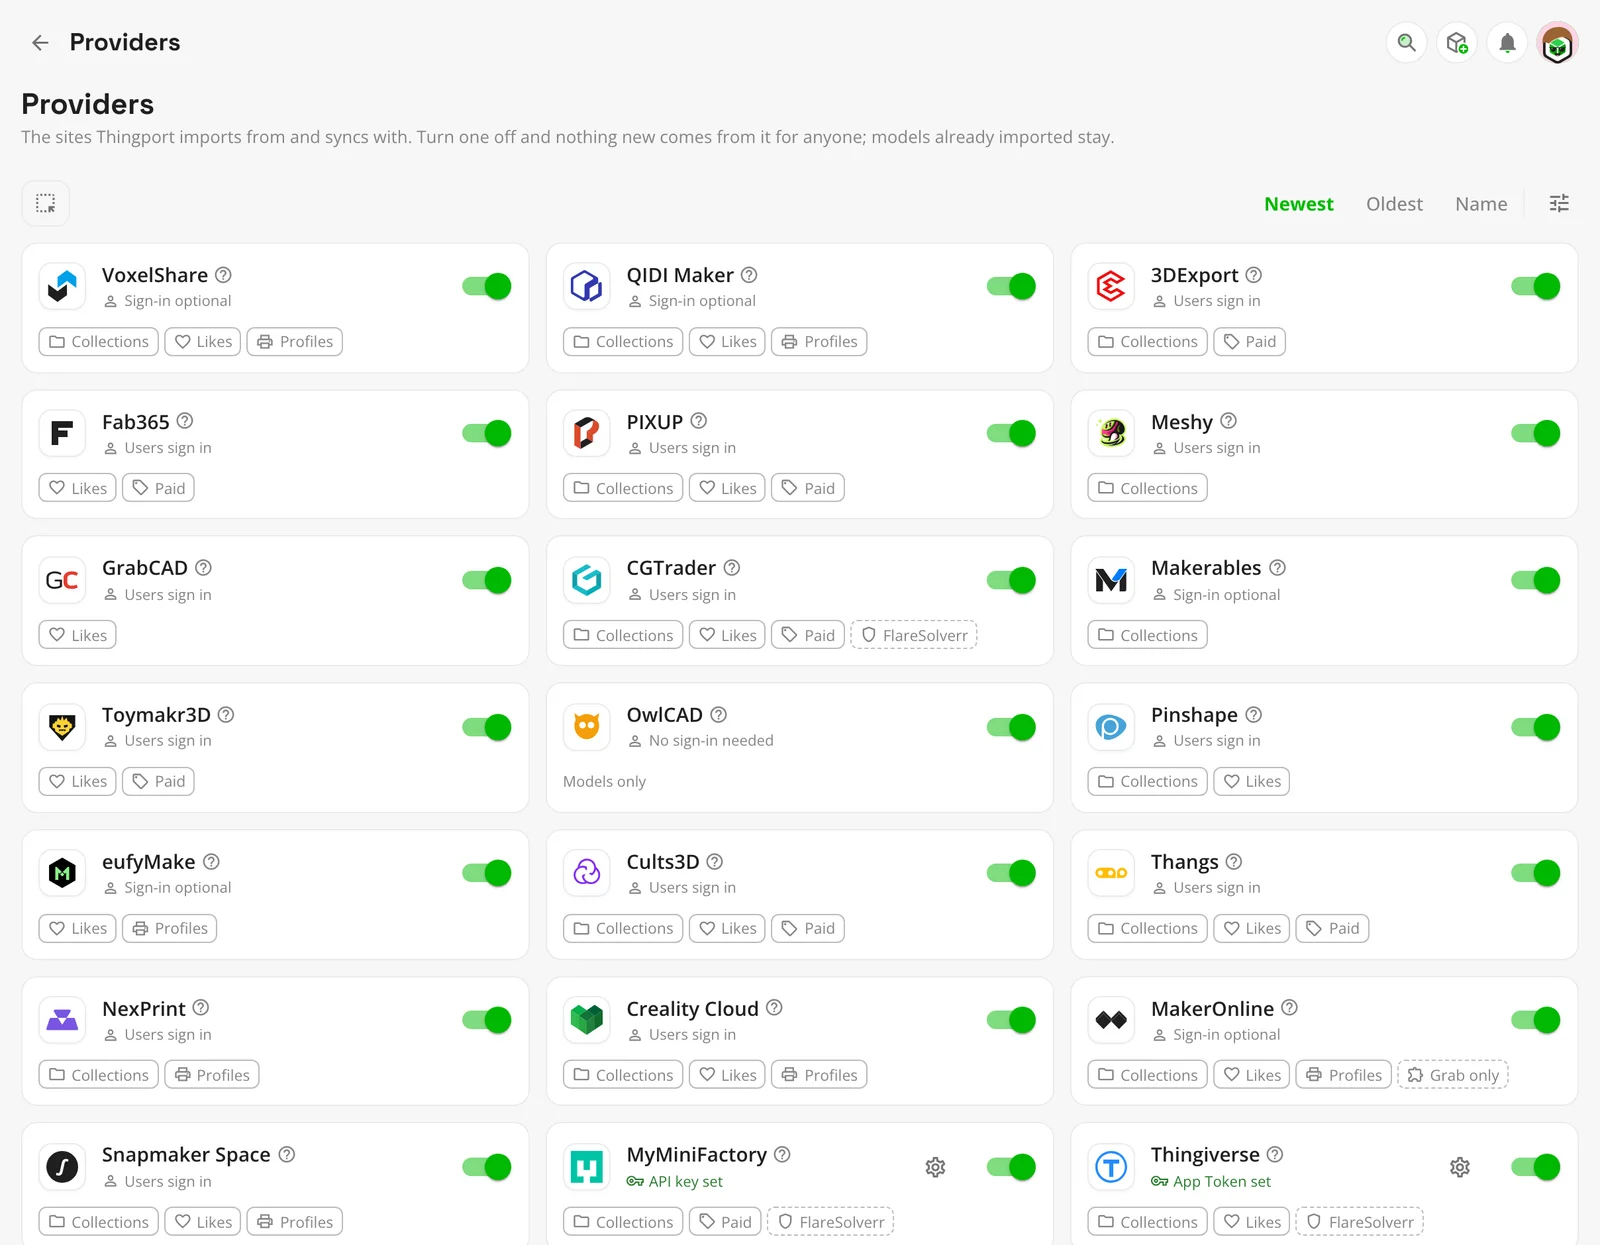 Providers
Providers
The sites Thingport imports from and syncs with. Turn one off and nothing new comes from it for anyone; models already imported stay.
Newest Oldest Name
VoxelShare
Sign-in optional
Collections Likes Profiles
QIDI Maker
Sign-in optional
Collections Likes Profiles
3DExport
Users sign in
Collections Paid
Fab365
Users sign in
Likes Paid
PIXUP
Users sign in
Collections Likes Paid
Meshy
Users sign in
Collections
GC
GrabCAD
Users sign in
Likes
CGTrader
Users sign in
Collections Likes Paid FlareSolverr
Makerables
Sign-in optional
Collections
Toymakr3D
Users sign in
Likes Paid
OwlCAD
No sign-in needed
Models only
Pinshape
Users sign in
Collections Likes
eufyMake
Sign-in optional
Likes Profiles
Cults3D
Users sign in
Collections Likes Paid
Thangs
Users sign in
Collections Likes Paid
NexPrint
Users sign in
Collections Profiles
Creality Cloud
Users sign in
Collections Likes Profiles
MakerOnline
Sign-in optional
Collections Likes Profiles Grab only
Snapmaker Space
Users sign in
Collections Likes Profiles
MyMiniFactory
API key set
Collections Paid FlareSolverr
Thingiverse
App Token set
Collections Likes FlareSolverr